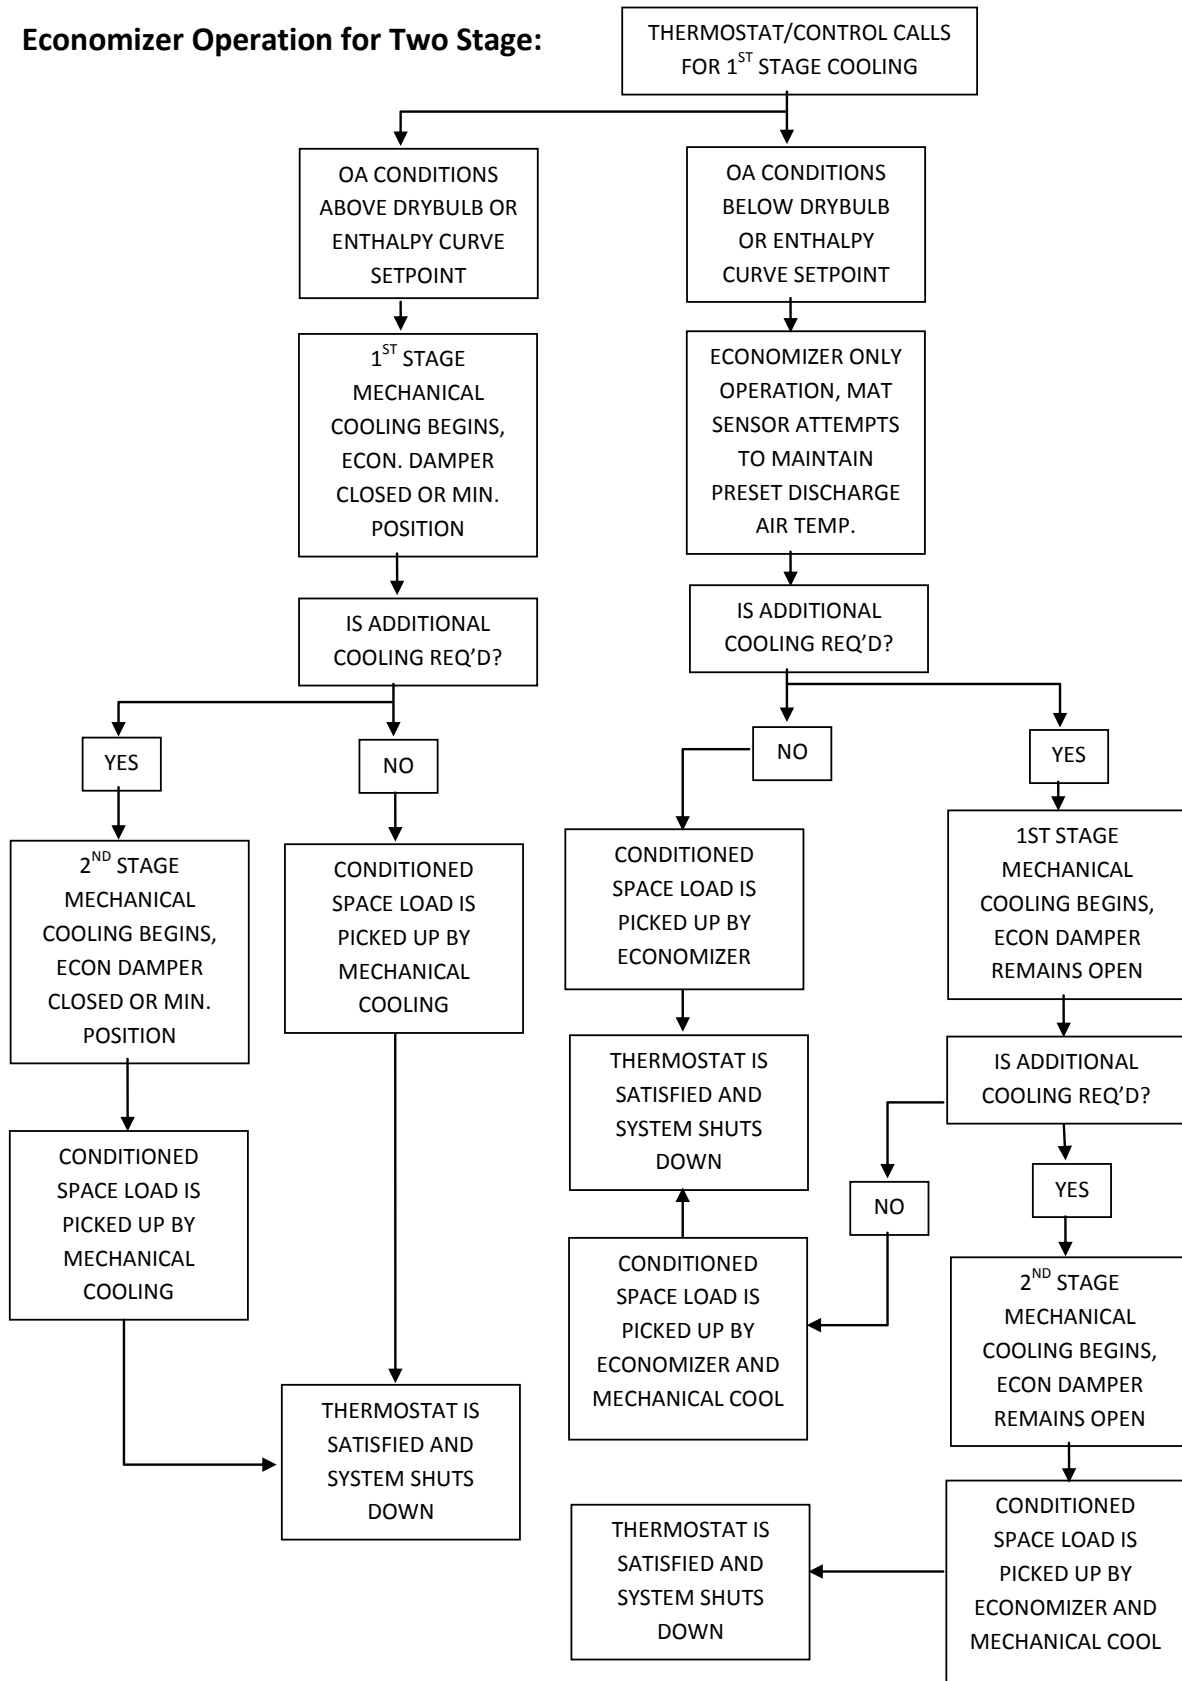 Economizer Operation for Two Stage:
THERMOSTAT/CONTROL CALLS
FOR 1ST STAGE COOLING
OA CONDITIONS
ABOVE DRYBULB OR
ENTHALPY CURVE
SETPOINT
OA CONDITIONS
BELOW DRYBULB
OR ENTHALPY
CURVE SETPOINT
1ST STAGE
MECHANICAL
COOLING BEGINS,
ECON. DAMPER
CLOSED OR MIN.
POSITION
ECONOMIZER ONLY
OPERATION, MAT
SENSOR ATTEMPTS
TO MAINTAIN
PRESET DISCHARGE
AIR TEMP.
IS ADDITIONAL
COOLING REQ’D?
IS ADDITIONAL
COOLING REQ’D?
YES
NO
NO
YES
2ND STAGE
MECHANICAL
COOLING BEGINS,
ECON DAMPER
CLOSED OR MIN.
POSITION
CONDITIONED
SPACE LOAD IS
PICKED UP BY
MECHANICAL
COOLING
CONDITIONED
SPACE LOAD IS
PICKED UP BY
ECONOMIZER
1ST STAGE
MECHANICAL
COOLING BEGINS,
ECON DAMPER
REMAINS OPEN
THERMOSTAT IS
SATISFIED AND
SYSTEM SHUTS
DOWN
IS ADDITIONAL
COOLING REQ’D?
CONDITIONED
SPACE LOAD IS
PICKED UP BY
MECHANICAL
COOLING
NO
YES
CONDITIONED
SPACE LOAD IS
PICKED UP BY
ECONOMIZER AND
MECHANICAL COOL
2ND STAGE
MECHANICAL
COOLING BEGINS,
ECON DAMPER
REMAINS OPEN
THERMOSTAT IS
SATISFIED AND
SYSTEM SHUTS
DOWN
THERMOSTAT IS
SATISFIED AND
SYSTEM SHUTS
DOWN
CONDITIONED
SPACE LOAD IS
PICKED UP BY
ECONOMIZER AND
MECHANICAL COOL